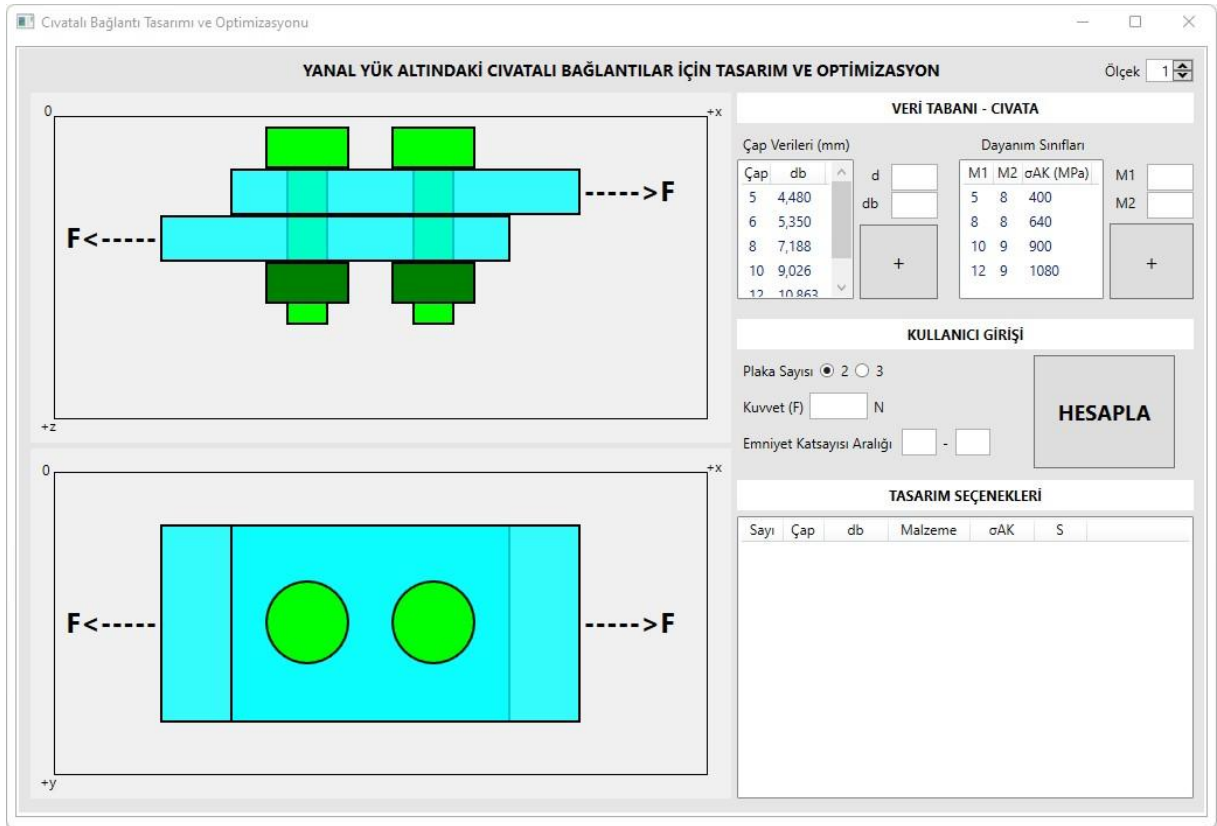 Cıvatalı Bağlantı Tasarımı ve Optimizasyonu
YANAL YÜK ALTINDAKİ CIVATALI BAĞLANTILAR İÇİN TASARIM VE OPTİMİZASYON
Ölçek 1
0
+x
----->F
F<-----
+z
0
+x
F<-----
----->F
+y
VERİ TABANI - CIVATA
Çap Verileri (mm)
Çap db
5 4,480
6 5,350
8 7,188
10 9,026
12 10,863
d
db
+
Dayanım Sınıfları
M1 M2 σAK (MPa)
5 8 400
8 8 640
10 9 900
12 9 1080
M1
M2
+
KULLANICI GİRİŞİ
Plaka Sayısı 2 3
Kuvvet (F) N
Emniyet Katsayısı Aralığı -
HESAPLA
TASARIM SEÇENEKLERİ
Sayı Çap db Malzeme σAK S